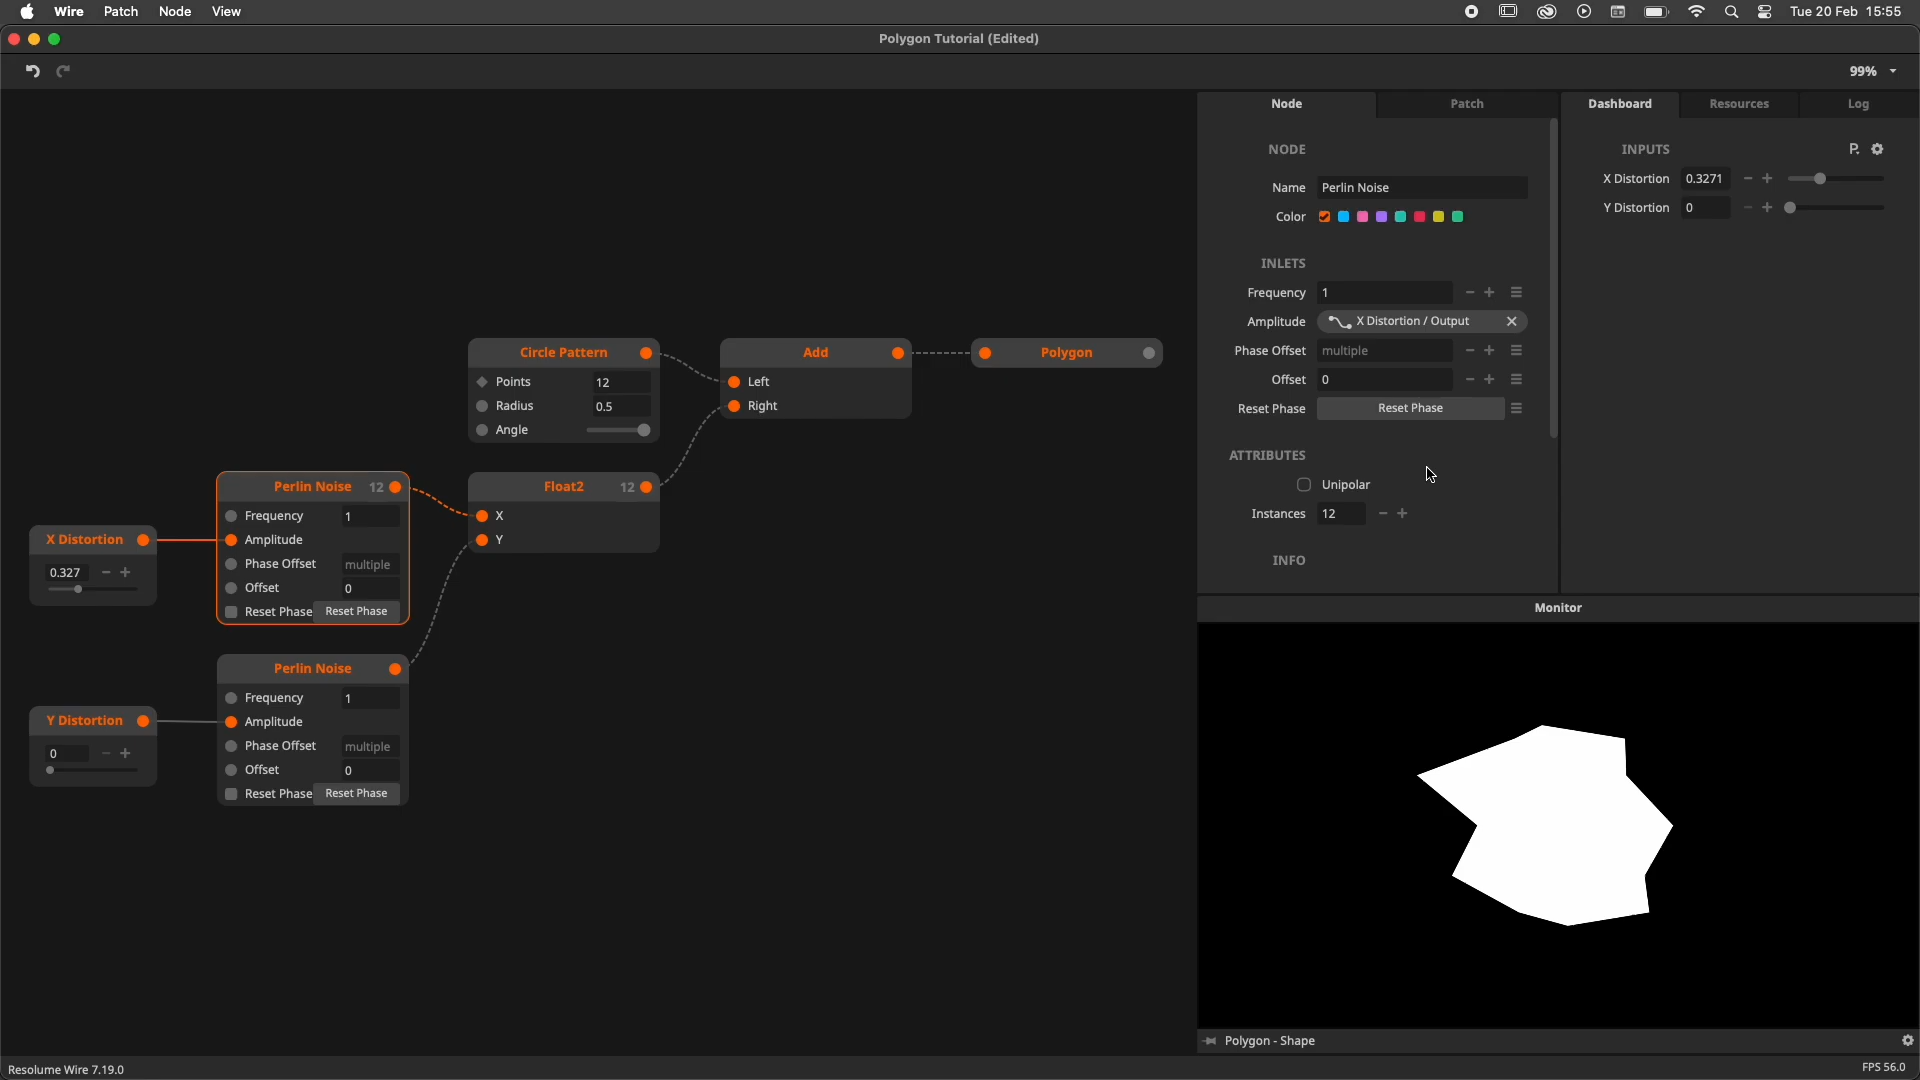 Wire Patch Node View
Tue 20 Feb 15:55
Polygon Tutorial (Edited)
99%
Node Patch
Dashboard Resources Log
NODE
Name Perlin Noise
Color
INLETS
Frequency 1
Amplitude X Distortion / Output
Phase Offset multiple
Offset 0
Reset Phase Reset Phase
ATTRIBUTES
Unipolar
Instances 12
INFO
INPUTS P.
X Distortion 0.3271
Y Distortion 0
Circle Pattern
Points 12
Radius 0.5
Angle
Add
Left
Right
Polygon
Perlin Noise 12
Frequency 1
Amplitude
Phase Offset multiple
Offset 0
Reset Phase Reset Phase
Float2 12
X
Y
X Distortion
0.327
Perlin Noise
Frequency 1
Amplitude
Phase Offset multiple
Offset 0
Reset Phase Reset Phase
Y Distortion
0
Monitor
Polygon - Shape
Resolume Wire 7.19.0
FPS 56.0